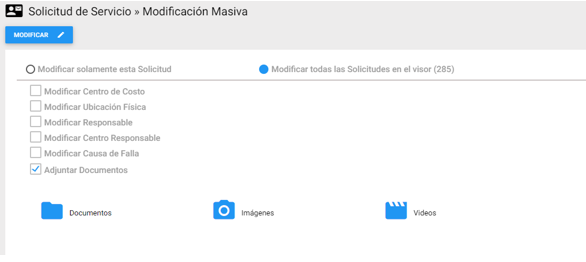 Solicitud de Servicio » Modificación Masiva
MODIFICAR
Modificar solamente esta Solicitud
Modificar todas las Solicitudes en el visor (285)
Modificar Centro de Costo
Modificar Ubicación Física
Modificar Responsable
Modificar Centro Responsable
Modificar Causa de Falla
Adjuntar Documentos
Documentos
Imágenes
Videos